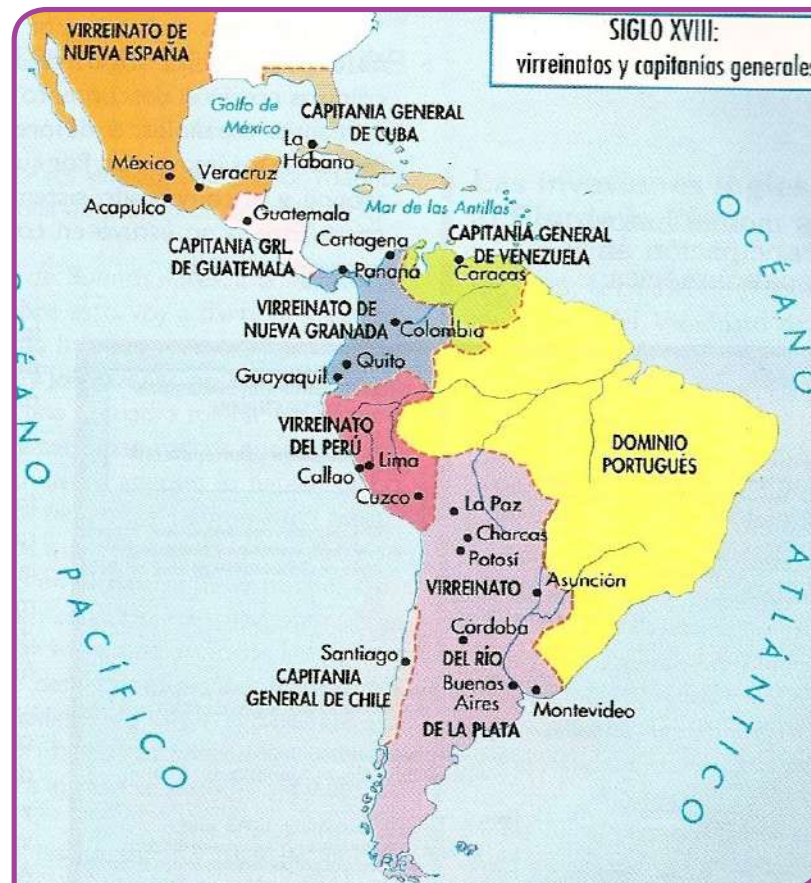 SIGLO XVIII:
virreinatos y capitanías generales
VIRREINATO DE
NUEVA ESPAÑA
Golfo de
México
CAPITANIA GENERAL
DE CUBA
La
Habana
México
Veracruz
Acapulco
Guatemala
Mar de las Antillas
CAPITANIA GRL.
DE GUATEMALA
Cartagena
Pananá
CAPITANIA GENERAL
DE VENEZUELA
Caracas
VIRREINATO DE
NUEVA GRANADA
Colombia
Quito
Guayaquil
VIRREINATO
DEL PERÚ
Lima
Callao
Cuzco
DOMINIO
PORTUGUÉS
La Paz
Charcas
Potosí
VIRREINATO
Asunción
Córdoba
Santiago
DEL RÍO
CAPITANIA
GENERAL DE CHILE
Buenos
Aires
Montevideo
DE LA PLATA
OCÉANO
PACÍFICO
OCÉANO
ATLÁNTICO